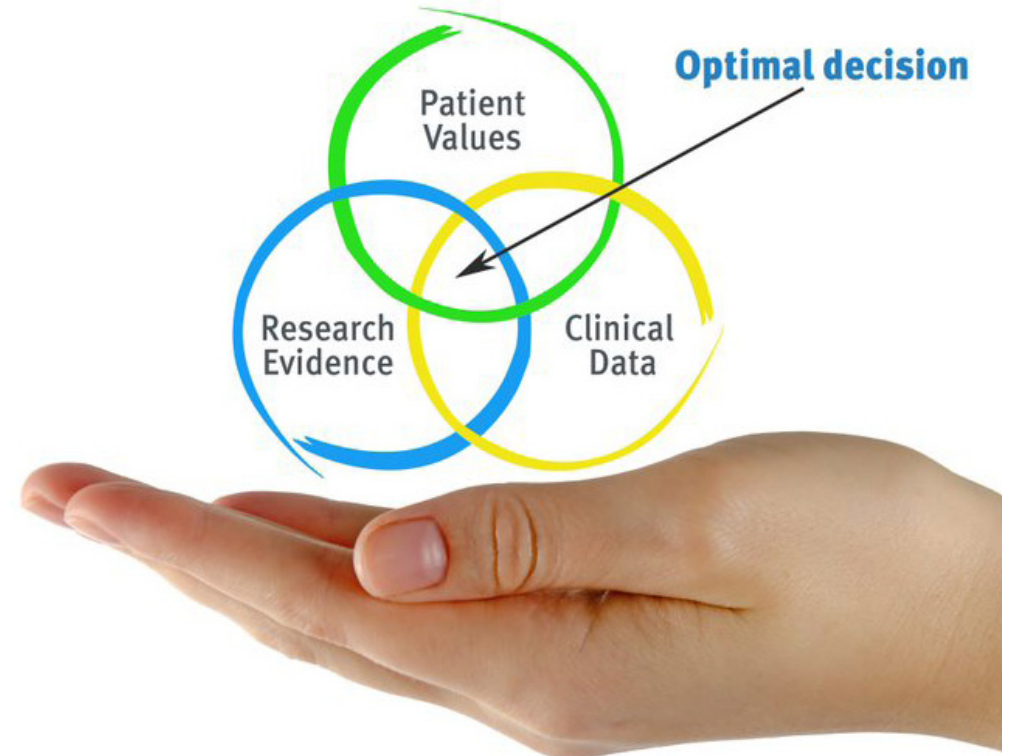 Optimal decision
Patient
Values
Research
Evidence
Clinical
Data